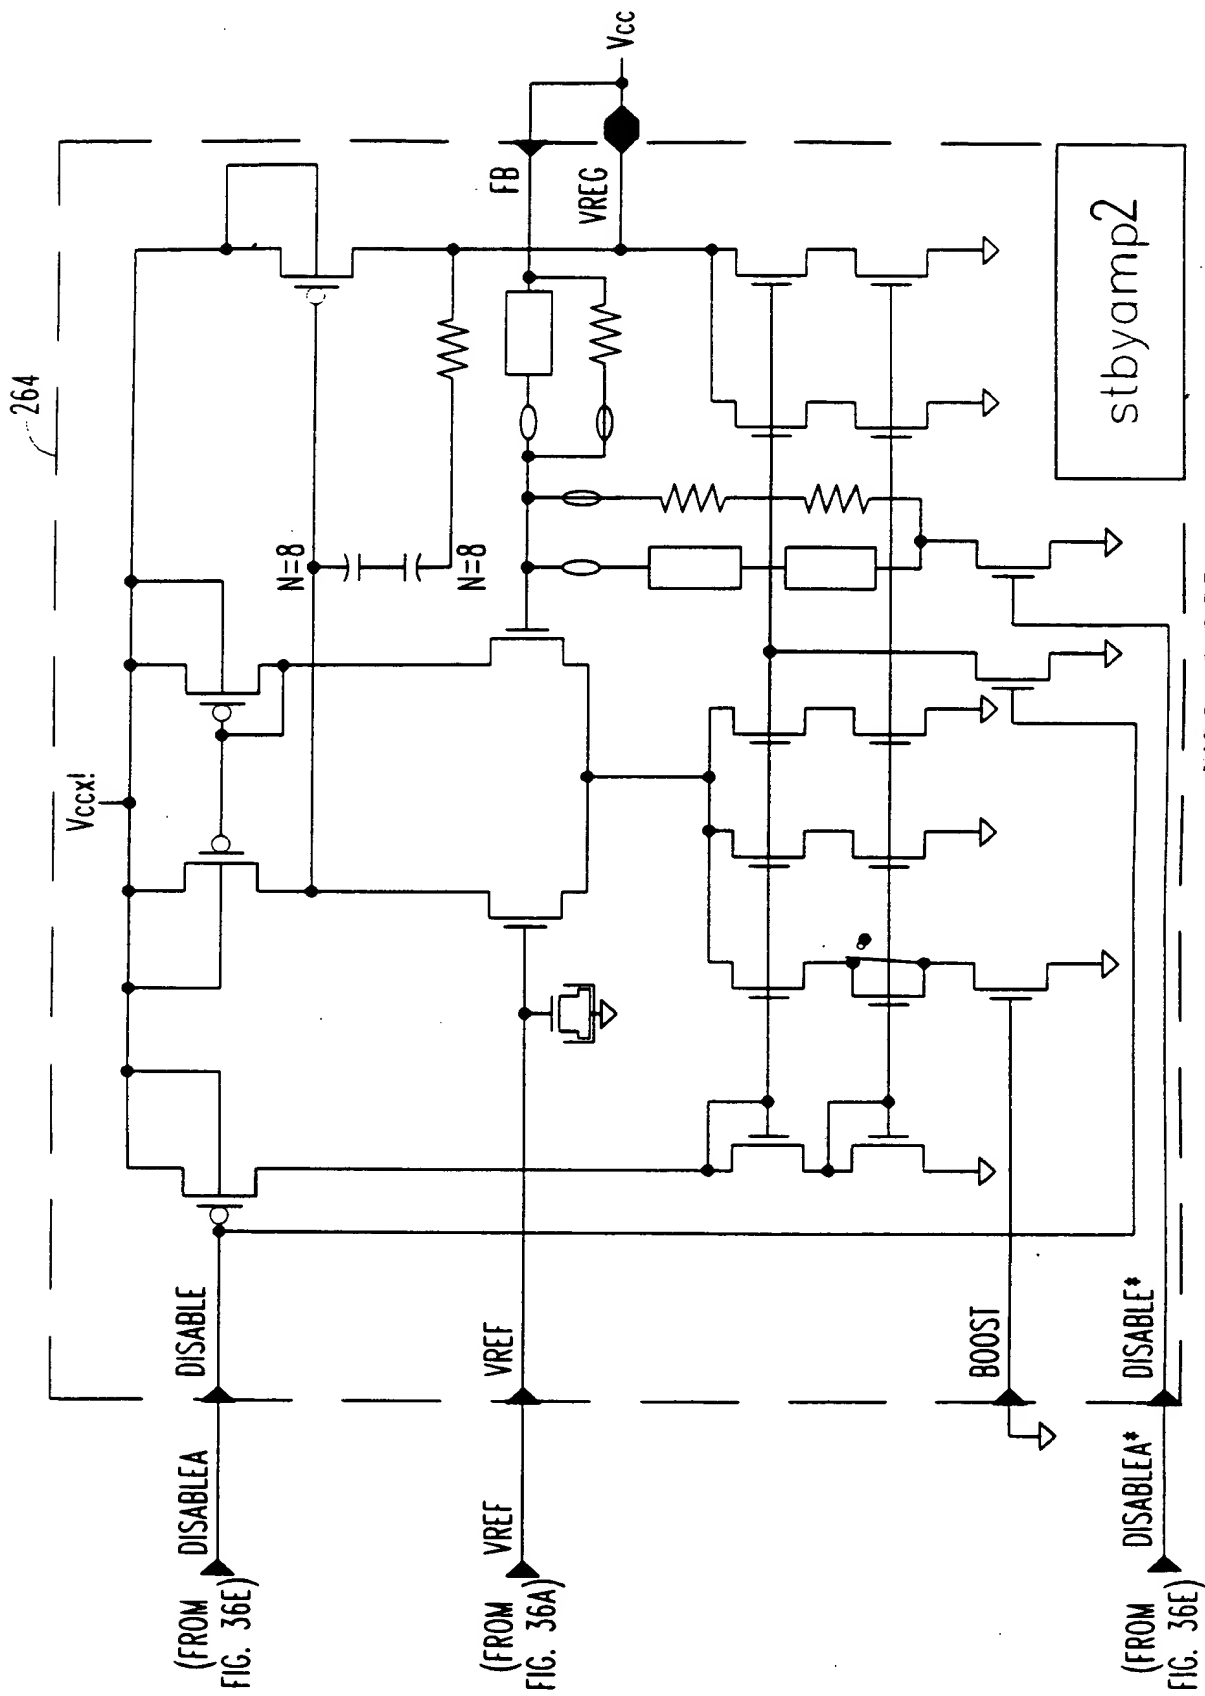 264
Vccx!
N=8
N=8
FB
VREG
Vcc
DISABLE
VREF
BOOST
DISABLE*
DISABLEA
VREF
DISABLEA*
(FROM
FIG. 36E)
(FROM
FIG. 36A)
(FROM
FIG. 36E)
stbyamp2